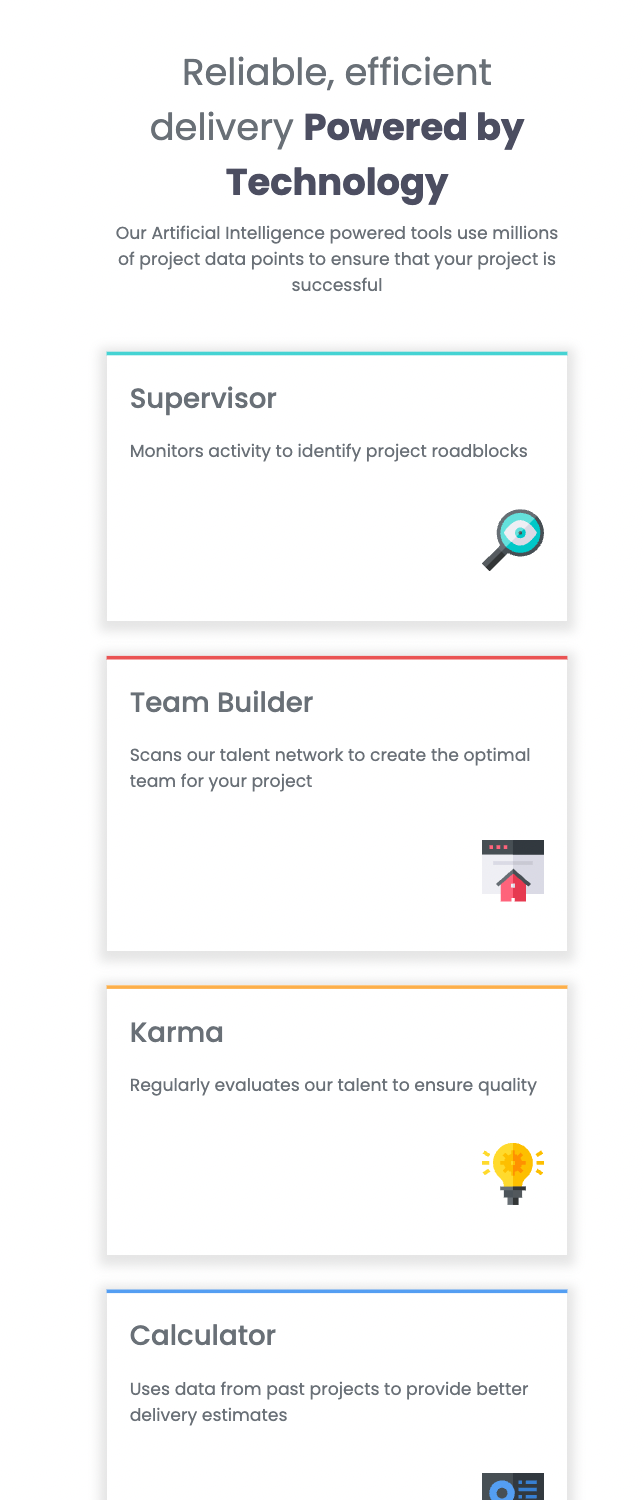 Reliable, efficient
delivery Powered by
Technology
Our Artificial Intelligence powered tools use millions
of project data points to ensure that your project is
successful
Supervisor
Monitors activity to identify project roadblocks
Team Builder
Scans our talent network to create the optimal
team for your project
Karma
Regularly evaluates our talent to ensure quality
Calculator
Uses data from past projects to provide better
delivery estimates